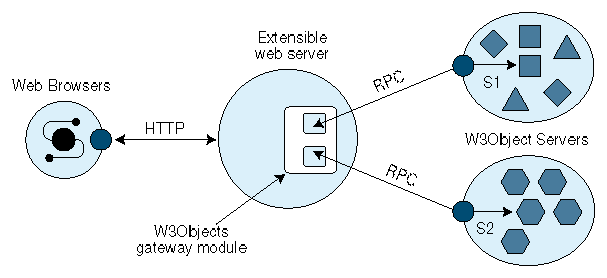 Extensible
web server
Web Browsers
RPC
S1
HTTP
W3Object Servers
RPC
S2
W3Objects
gateway module